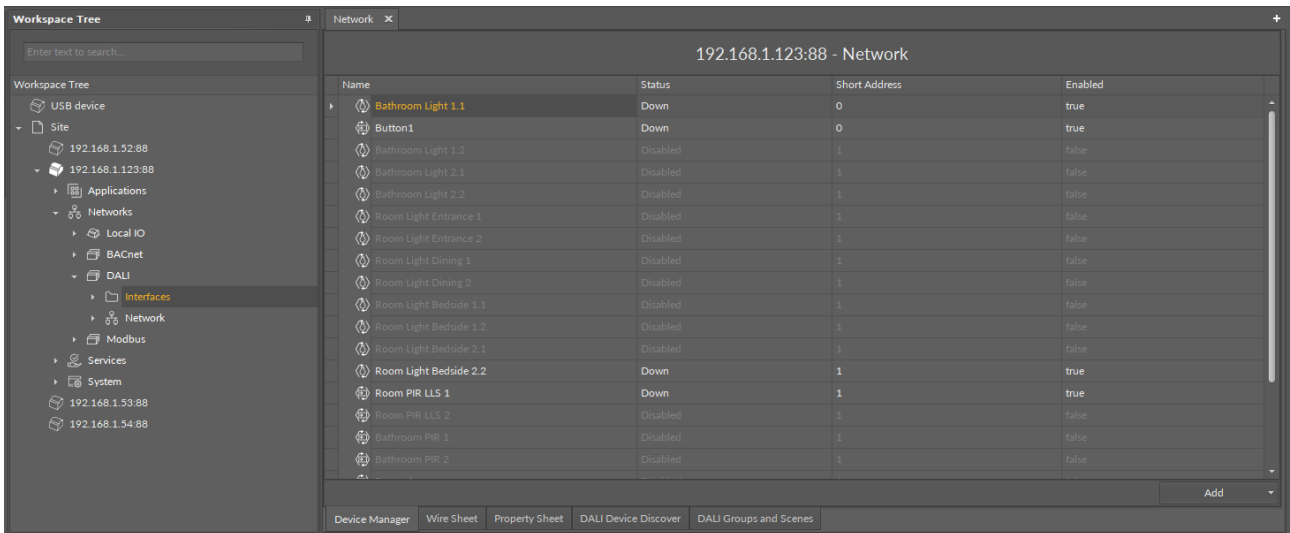 Workspace Tree
Enter text to search...
Workspace Tree
USB device
Site
192.168.1.52:88
192.168.1.123:88
Applications
Networks
Local IO
BACnet
DALI
Interfaces
Network
Modbus
Services
System
192.168.1.53:88
192.168.1.54:88
Network
192.168.1.123:88 - Network
Name Status Short Address Enabled
Bathroom Light 1.1 Down 0 true
Button1 Down 0 true
Bathroom Light 1.2 Disabled 1 false
Bathroom Light 2.1 Disabled 1 false
Bathroom Light 2.2 Disabled 1 false
Room Light Entrance 1 Disabled 1 false
Room Light Entrance 2 Disabled 1 false
Room Light Dining 1 Disabled 1 false
Room Light Dining 2 Disabled 1 false
Room Light Bedside 1.1 Disabled 1 false
Room Light Bedside 1.2 Disabled 1 false
Room Light Bedside 2.1 Disabled 1 false
Room Light Bedside 2.2 Down 1 true
Room PIR LLS 1 Down 1 true
Room PIR LLS 2 Disabled 1 false
Bathroom PIR 1 Disabled 1 false
Bathroom PIR 2 Disabled 1 false
Add
Device Manager Wire Sheet Property Sheet DALI Device Discover DALI Groups and Scenes